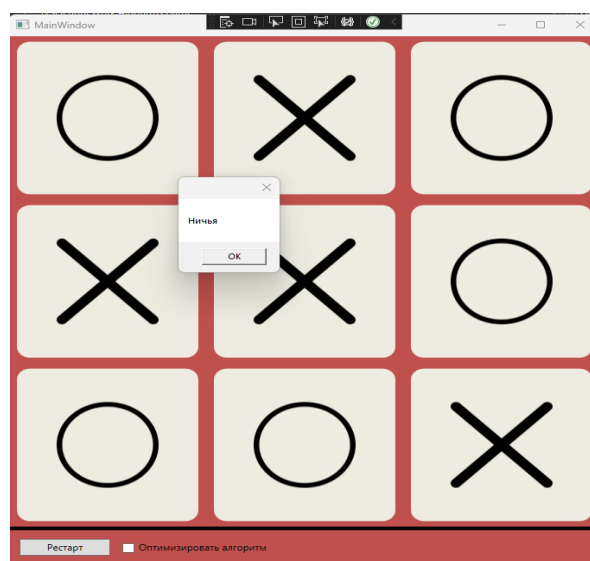 MainWindow
Ничья
OK
Рестарт
Оптимизировать алгоритм